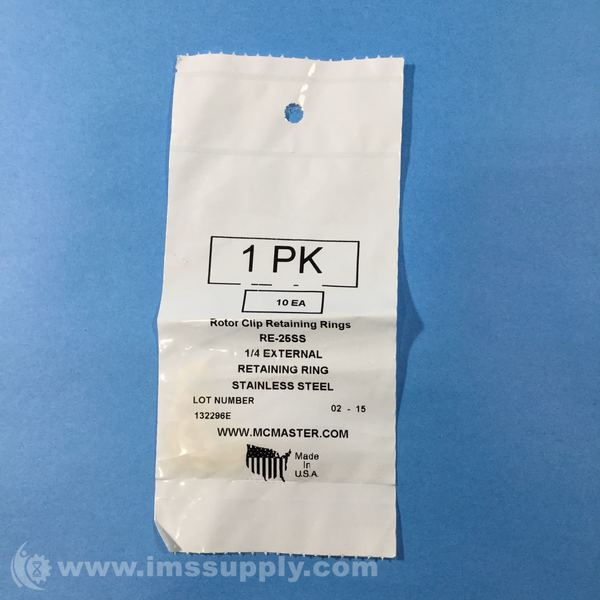 1 PK
10 EA
Rotor Clip Retaining Rings
RE-25SS
1/4 EXTERNAL
RETAINING RING
STAINLESS STEEL
LOT NUMBER 02 - 15
132296E
WWW.MCMASTER.COM
Made
In
U.S.A.
www.imssupply.com